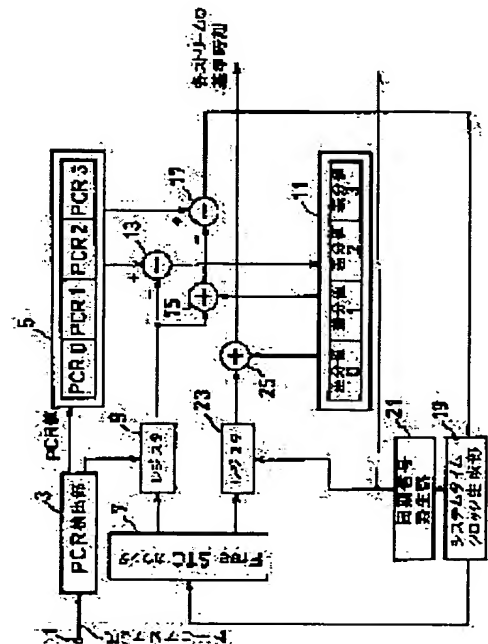 1
ビットストリーム
3
PCR検出部
PCR値
5
PCR 0
PCR 1
PCR 2
PCR 3
7
Free STC カウンタ
9
レジスタ
13
15
17
23
レジスタ
25
11
差分値 0
差分値 1
差分値 2
差分値 3
各ストリームの
基準時刻
21
同期信号
発生部
19
システムタイム
クロック生成部